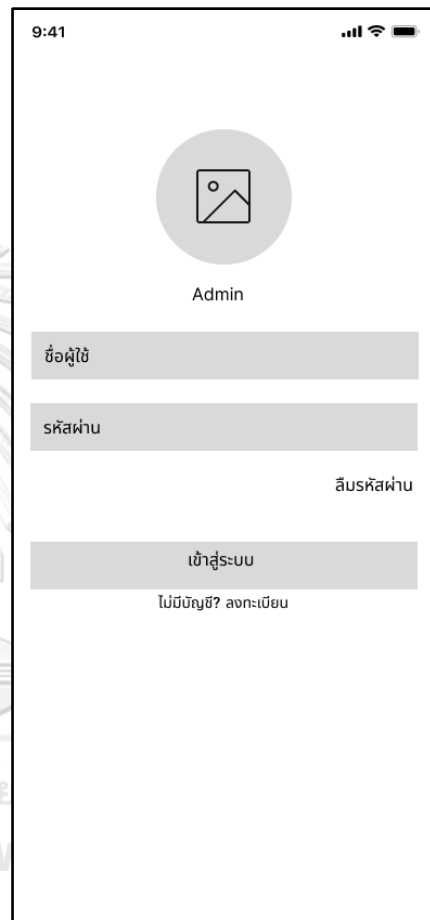 9:41
Admin
ชื่อผู้ใช้
รหัสผ่าน
ลืมรหัสผ่าน
เข้าสู่ระบบ
ไม่มีบัญชี? ลงทะเบียน